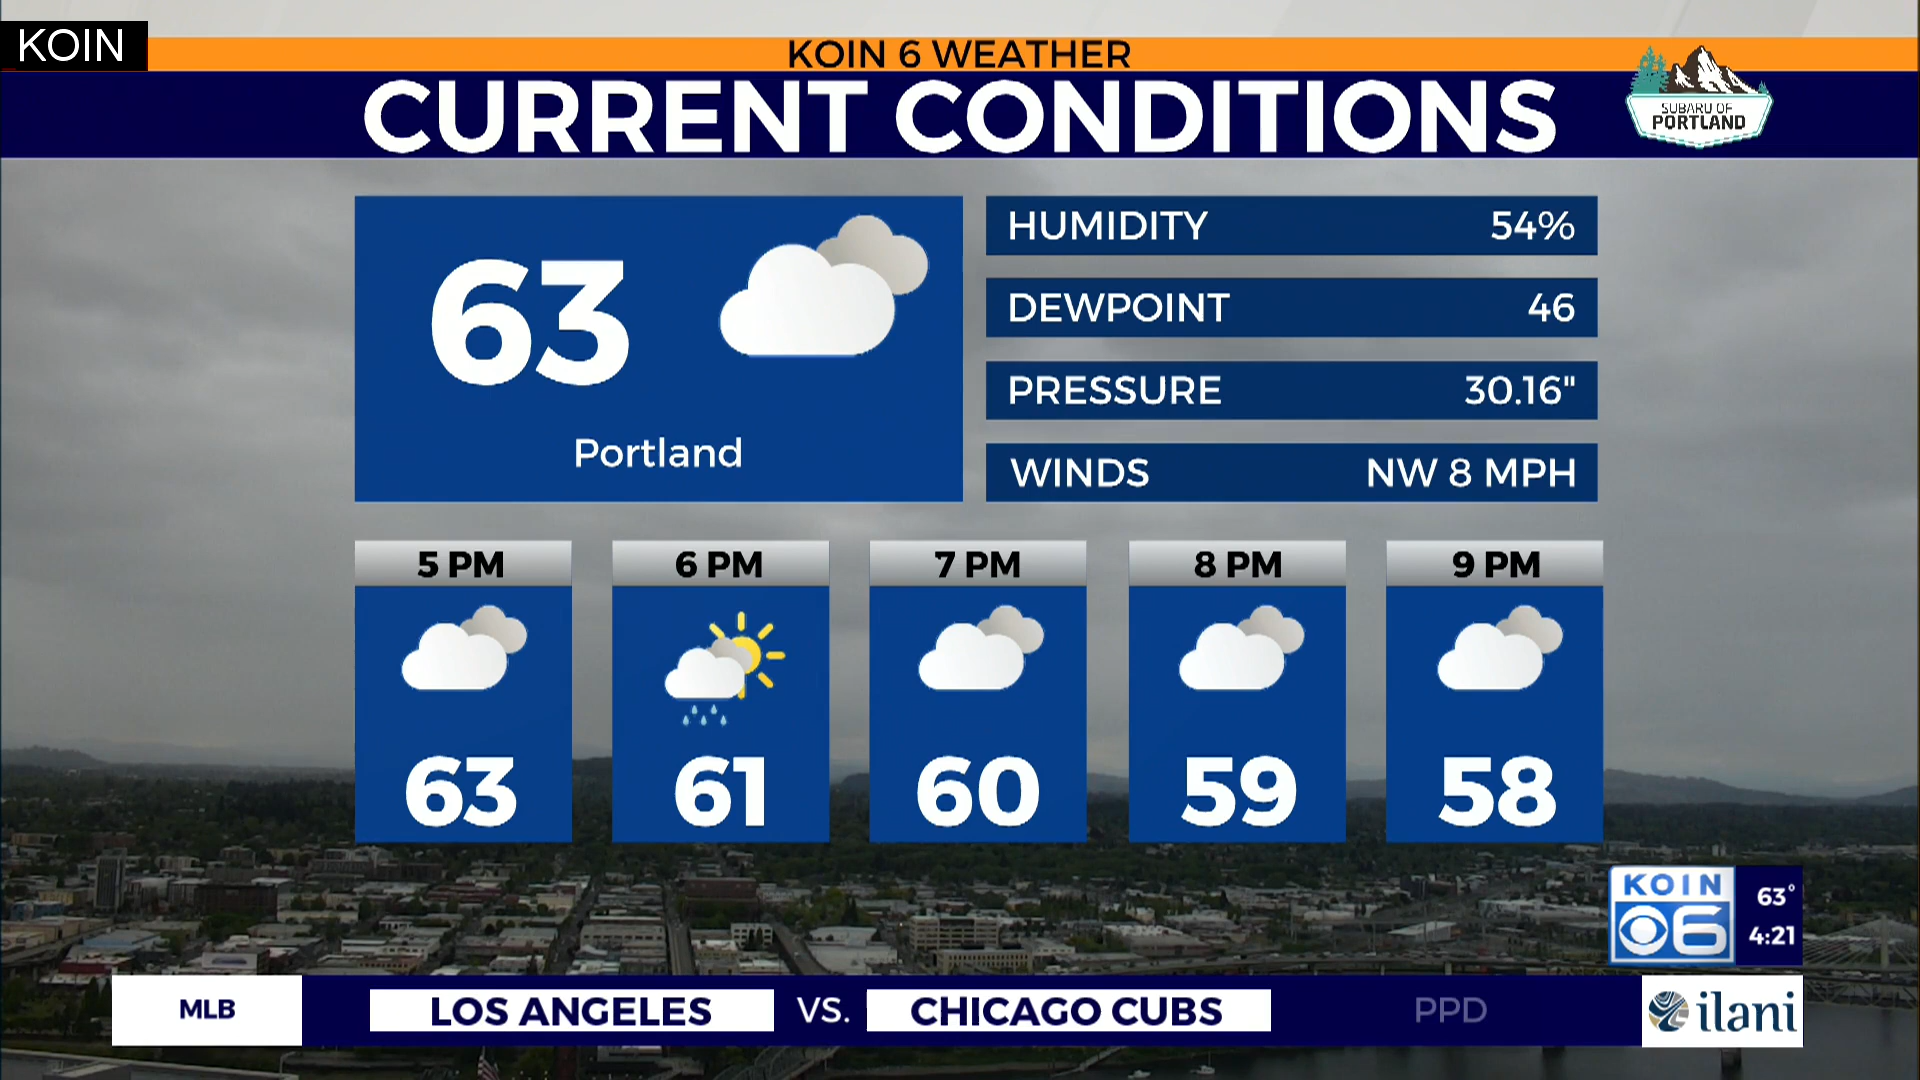 KOIN
KOIN 6 WEATHER
CURRENT CONDITIONS
SUBARU OF
PORTLAND
63
Portland
HUMIDITY 54%
DEWPOINT 46
PRESSURE 30.16"
WINDS NW 8 MPH
5 PM 6 PM 7 PM 8 PM 9 PM
63 61 60 59 58
KOIN
6
63°
4:21
MLB LOS ANGELES VS. CHICAGO CUBS PPD
ilani